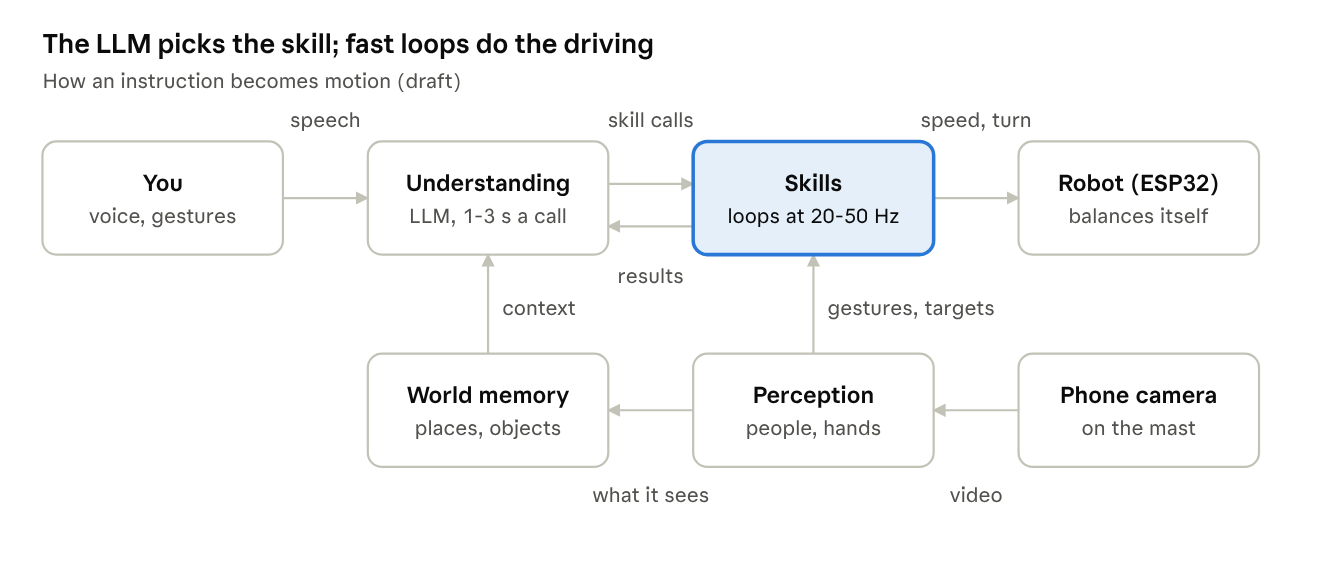 The LLM picks the skill; fast loops do the driving
How an instruction becomes motion (draft)
speech
skill calls
speed, turn
You
voice, gestures
Understanding
LLM, 1-3 s a call
Skills
loops at 20-50 Hz
Robot (ESP32)
balances itself
results
context
gestures, targets
World memory
places, objects
Perception
people, hands
Phone camera
on the mast
what it sees
video